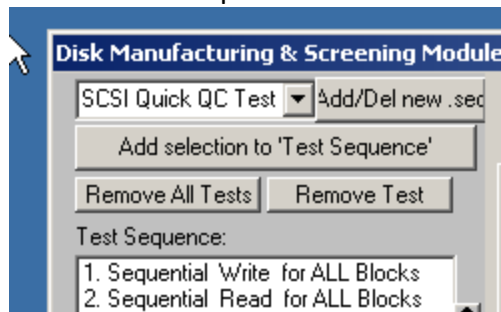 Disk Manufacturing & Screening Module
SCSI Quick QC Test
Add/Del new .seq
Add selection to 'Test Sequence'
Remove All Tests
Remove Test
Test Sequence:
1. Sequential Write for ALL Blocks
2. Sequential Read for ALL Blocks